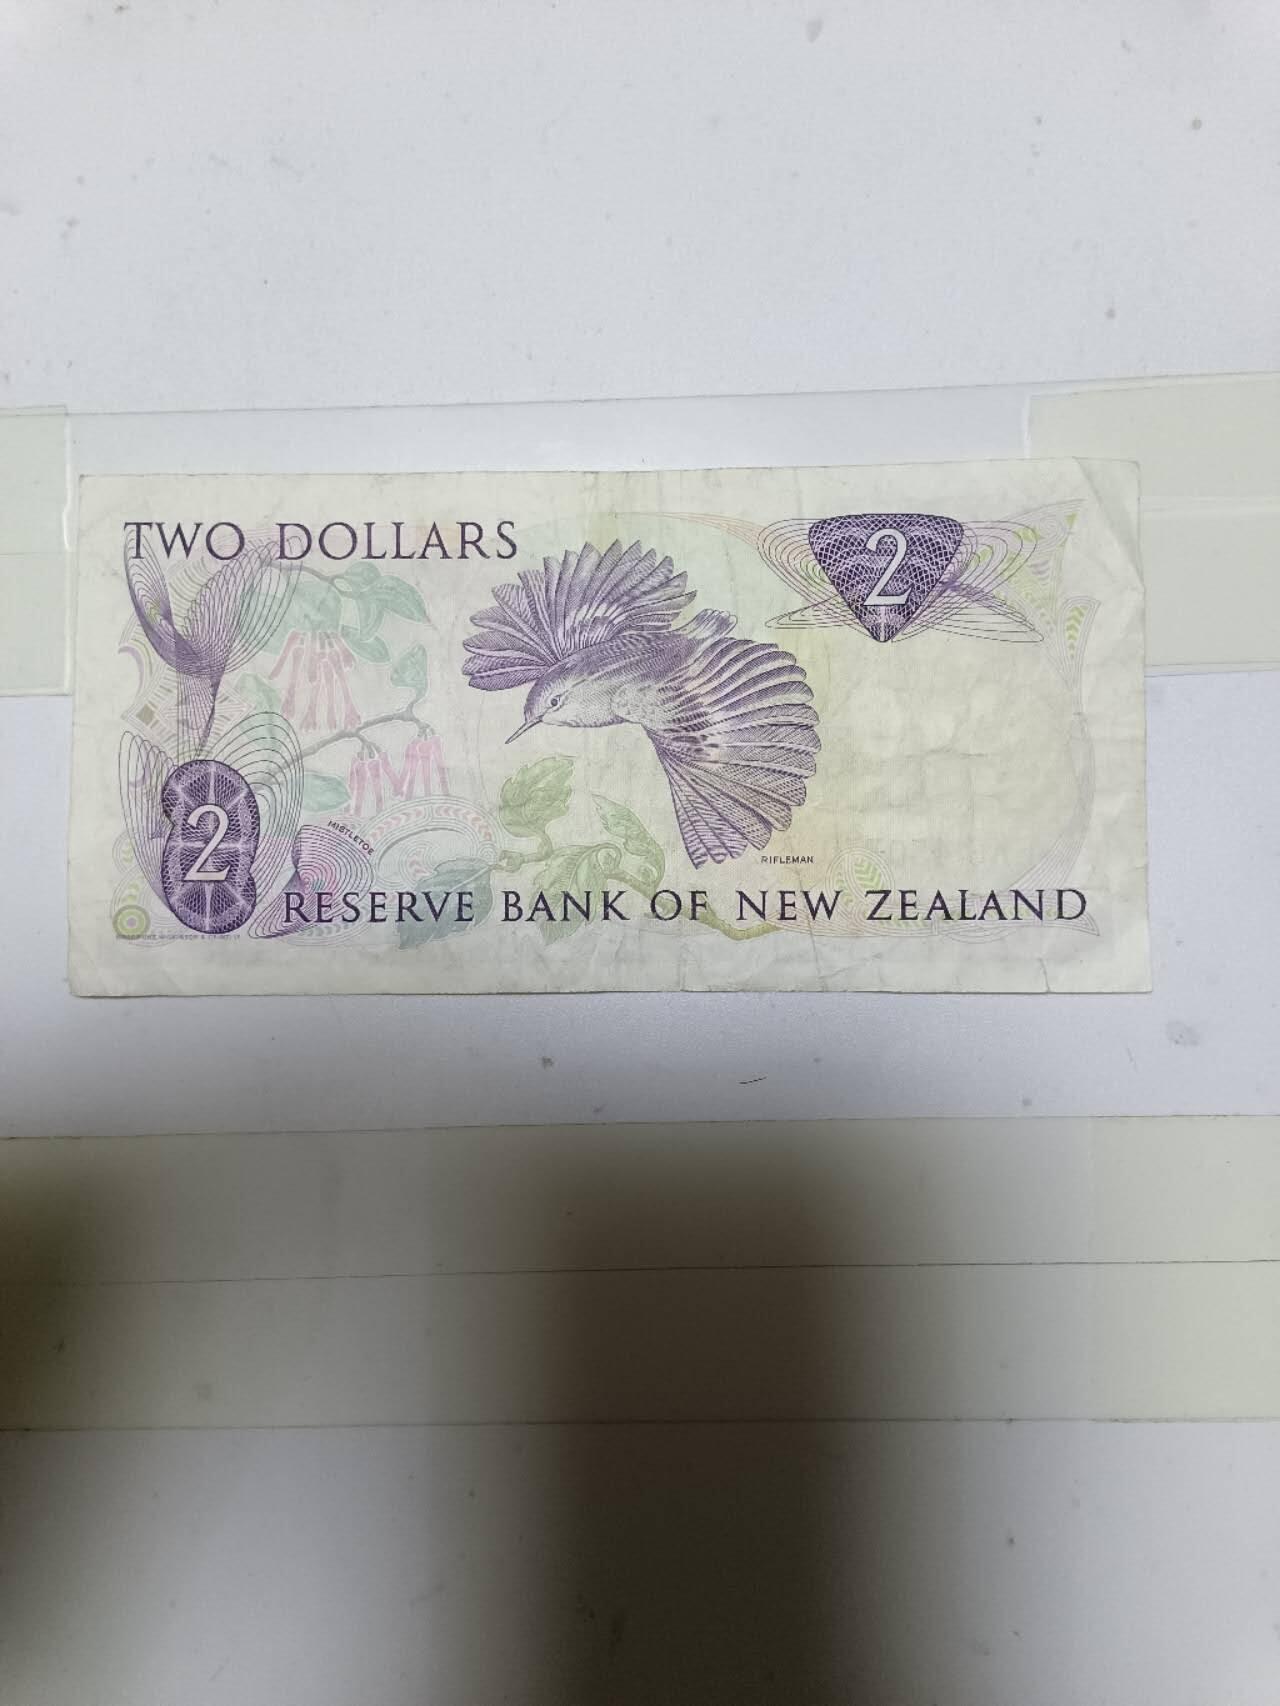 TWO DOLLARS
2
MISTLETOE
RIFLEMAN
2
RESERVE BANK OF NEW ZEALAND